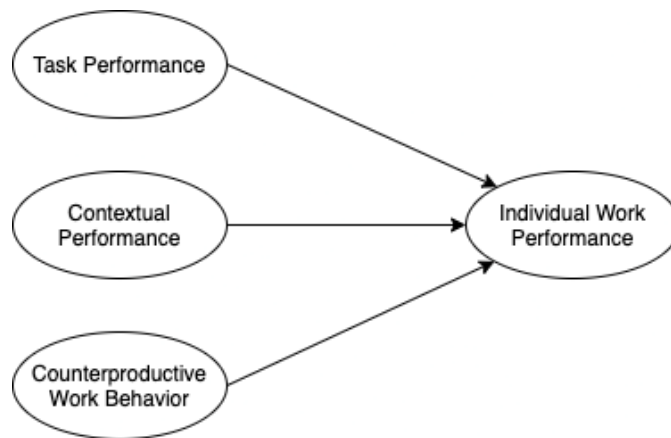 Task Performance
Contextual
Performance
Individual Work
Performance
Counterproductive
Work Behavior